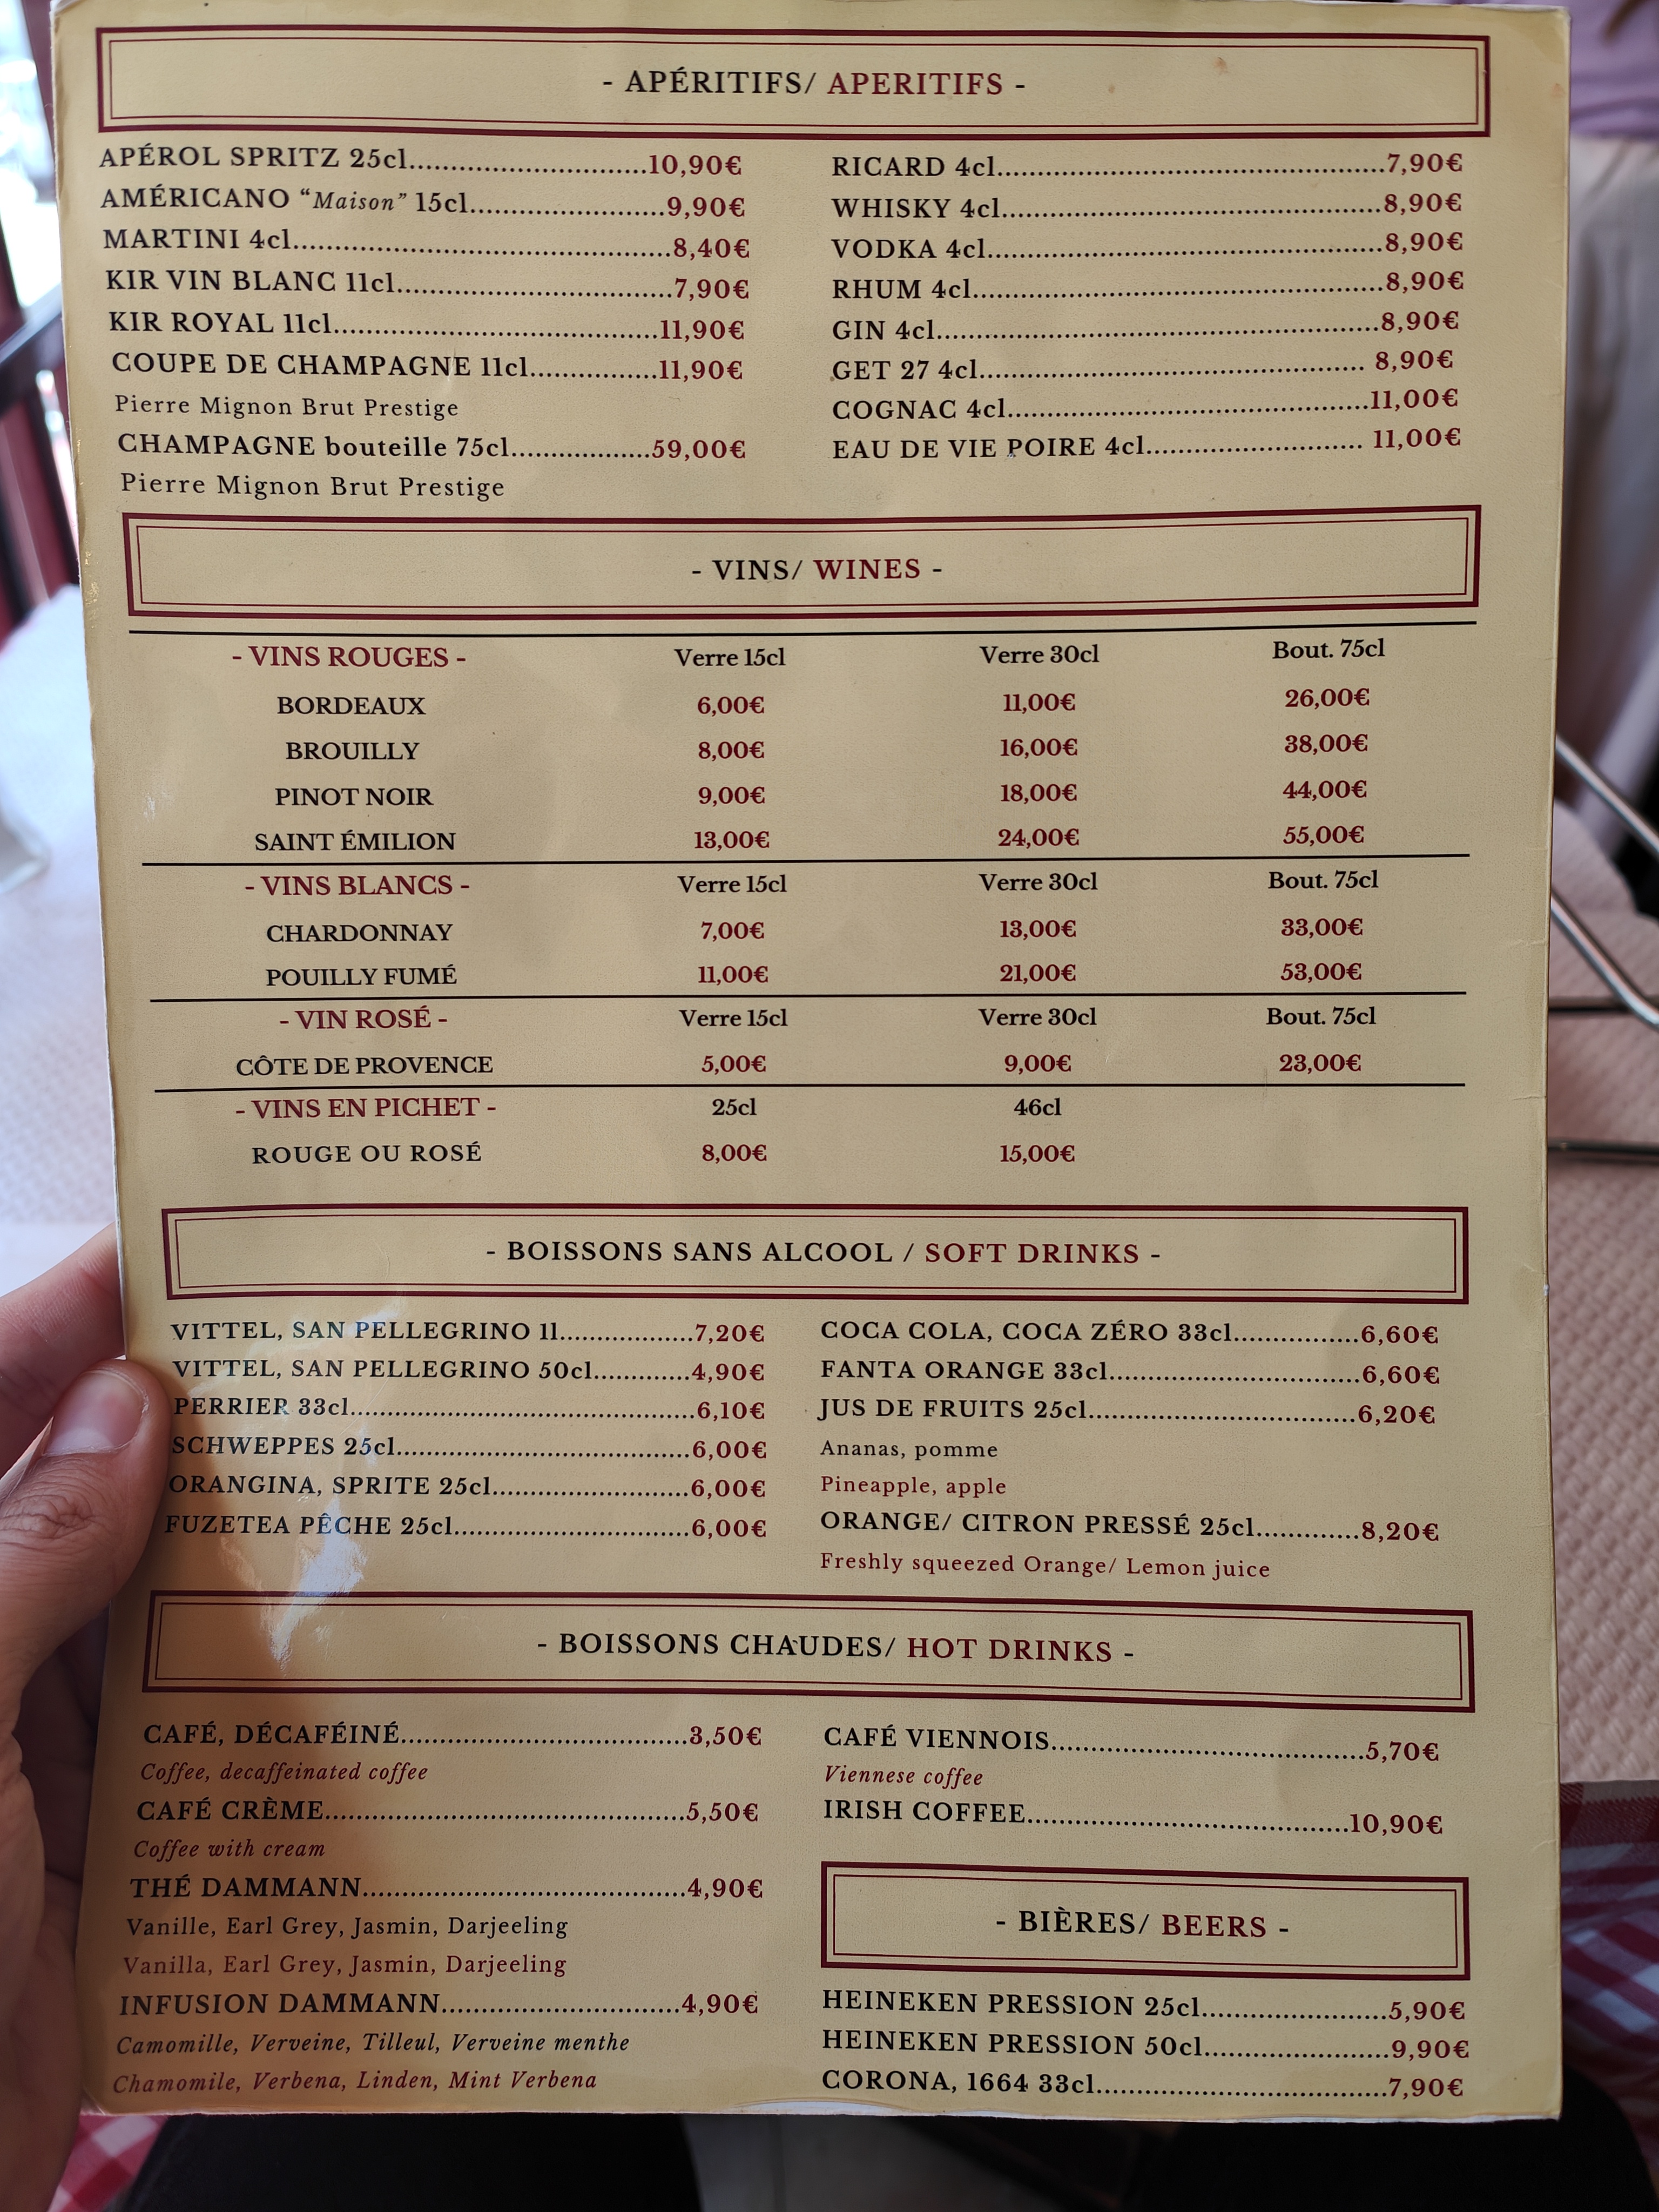 - APÉRITIFS/ APERITIFS -
APÉROL SPRITZ 25cl........................10,90€
AMÉRICANO “Maison” 15cl....................9,90€
MARTINI 4cl.......................................8,40€
KIR VIN BLANC 11cl............................7,90€
KIR ROYAL 11cl.................................11,90€
COUPE DE CHAMPAGNE 11cl.............11,90€
Pierre Mignon Brut Prestige
CHAMPAGNE bouteille 75cl..............59,00€
Pierre Mignon Brut Prestige
RICARD 4cl.......................................7,90€
WHISKY 4cl.......................................8,90€
VODKA 4cl........................................8,90€
RHUM 4cl.........................................8,90€
GIN 4cl.............................................8,90€
GET 27 4cl....................................... 8,90€
COGNAC 4cl.....................................11,00€
EAU DE VIE POIRE 4cl...................... 11,00€
- VINS/ WINES -
- VINS ROUGES - Verre 15cl Verre 30cl Bout. 75cl
BORDEAUX 6,00€ 11,00€ 26,00€
BROUILLY 8,00€ 16,00€ 38,00€
PINOT NOIR 9,00€ 18,00€ 44,00€
SAINT ÉMILION 13,00€ 24,00€ 55,00€
- VINS BLANCS - Verre 15cl Verre 30cl Bout. 75cl
CHARDONNAY 7,00€ 13,00€ 33,00€
POUILLY FUMÉ 11,00€ 21,00€ 53,00€
- VIN ROSÉ - Verre 15cl Verre 30cl Bout. 75cl
CÔTE DE PROVENCE 5,00€ 9,00€ 23,00€
- VINS EN PICHET - 25cl 46cl
ROUGE OU ROSÉ 8,00€ 15,00€
- BOISSONS SANS ALCOOL / SOFT DRINKS -
VITTEL, SAN PELLEGRINO 1l.................7,20€
VITTEL, SAN PELLEGRINO 50cl............4,90€
PERRIER 33cl.......................................6,10€
SCHWEPPES 25cl.................................6,00€
ORANGINA, SPRITE 25cl......................6,00€
FUZETEA PÊCHE 25cl..........................6,00€
COCA COLA, COCA ZÉRO 33cl..............6,60€
FANTA ORANGE 33cl...........................6,60€
JUS DE FRUITS 25cl.............................6,20€
Ananas, pomme
Pineapple, apple
ORANGE/ CITRON PRESSÉ 25cl...........8,20€
Freshly squeezed Orange/ Lemon juice
- BOISSONS CHAUDES/ HOT DRINKS -
CAFÉ, DÉCAFÉINÉ................................3,50€
Coffee, decaffeinated coffee
CAFÉ CRÈME.......................................5,50€
Coffee with cream
THÉ DAMMANN...................................4,90€
Vanille, Earl Grey, Jasmin, Darjeeling
Vanilla, Earl Grey, Jasmin, Darjeeling
INFUSION DAMMANN..........................4,90€
Camomille, Verveine, Tilleul, Verveine menthe
Chamomile, Verbena, Linden, Mint Verbena
CAFÉ VIENNOIS...................................5,70€
Viennese coffee
IRISH COFFEE...................................10,90€
- BIÈRES/ BEERS -
HEINEKEN PRESSION 25cl....................5,90€
HEINEKEN PRESSION 50cl....................9,90€
CORONA, 1664 33cl...............................7,90€